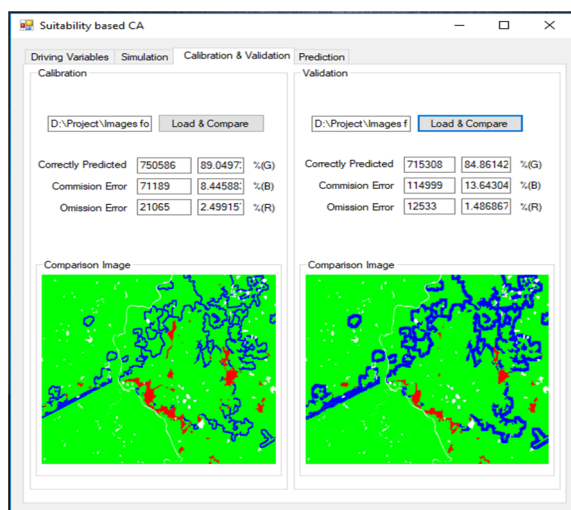 Suitability based CA
Driving Variables Simulation Calibration & Validation Prediction
Calibration
D:\Project\Images fo Load & Compare
Correctly Predicted 750586 89.0497: %(G)
Commision Error 71189 8.44588: %(B)
Omission Error 21065 2.49915 %(R)
Comparison Image
Validation
D:\Project\Images f Load & Compare
Correctly Predicted 715308 84.86142 %(G)
Commision Error 114999 13.64304 %(B)
Omission Error 12533 1.486867 %(R)
Comparison Image